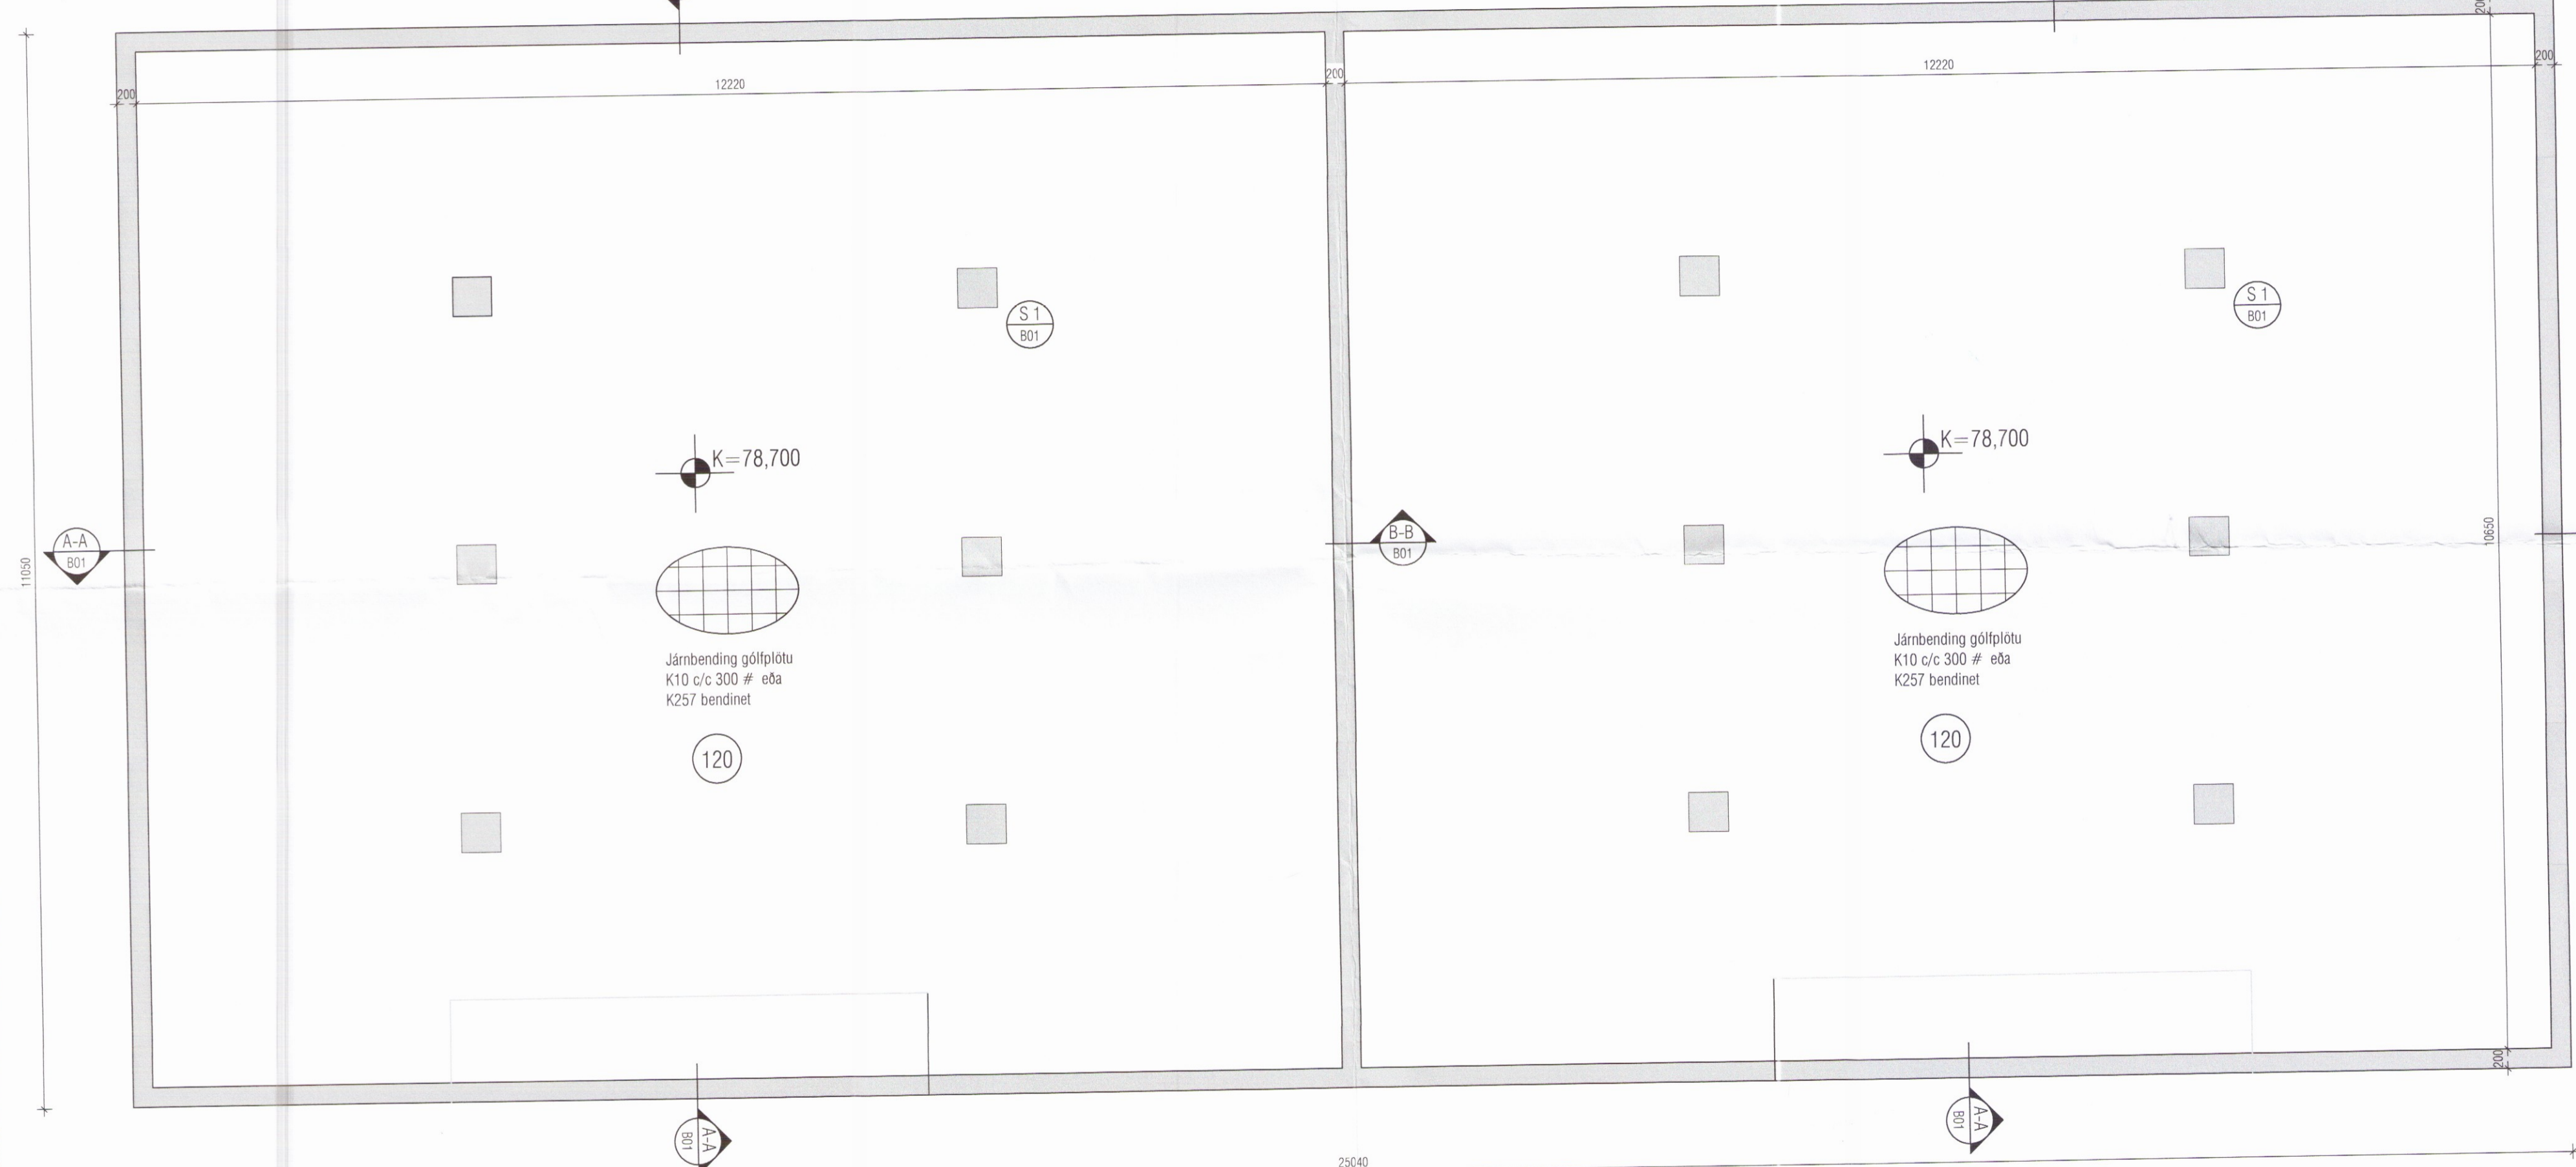 200
12220
200
12220
200
200
S 1
B01
S 1
B01
K=78,700
K=78,700
A-A
B01
B-B
B01
11050
10650
Járnbending gólfplötu
K10 c/c 300 # eða
K257 bendinet
Járnbending gólfplötu
K10 c/c 300 # eða
K257 bendinet
120
120
200
A-A
B01
A-A
B01
25040